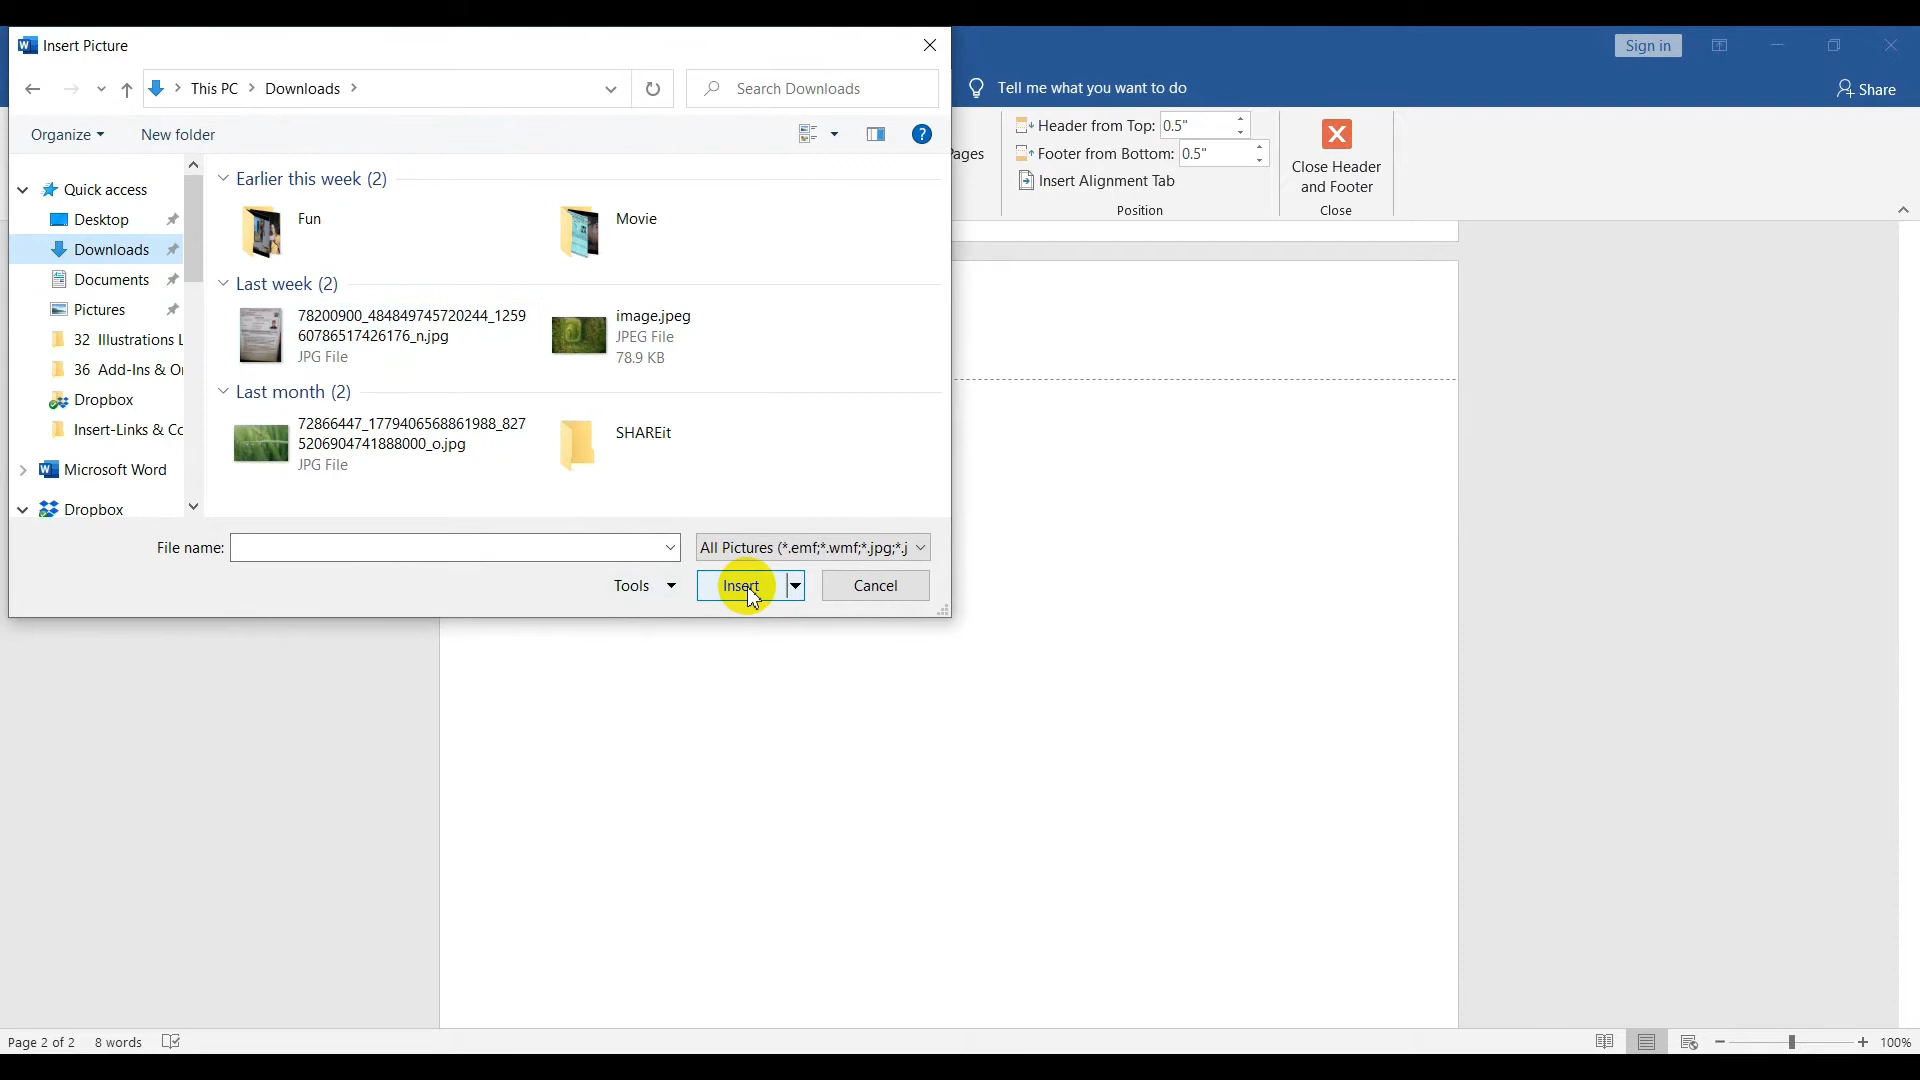 Insert Picture
Sign in
This PC > Downloads >
Search Downloads
Tell me what you want to do
Share
Organize
New folder
Header from Top: 0.5"
Footer from Bottom: 0.5"
Insert Alignment Tab
Position
Close Header
and Footer
Close
ages
Quick access
Desktop
Downloads
Documents
Pictures
32 Illustrations L
36 Add-Ins & O
Dropbox
Insert-Links & Co
Microsoft Word
Dropbox
Earlier this week (2)
Fun
Movie
Last week (2)
78200900_484849745720244_1259
60786517426176_n.jpg
JPG File
image.jpeg
JPEG File
78.9 KB
Last month (2)
72866447_1779406568861988_827
5206904741888000_o.jpg
JPG File
SHAREit
File name:
All Pictures (*.emf;*.wmf;*.jpg;*.j
Tools
Insert
Cancel
Page 2 of 2
8 words
100%